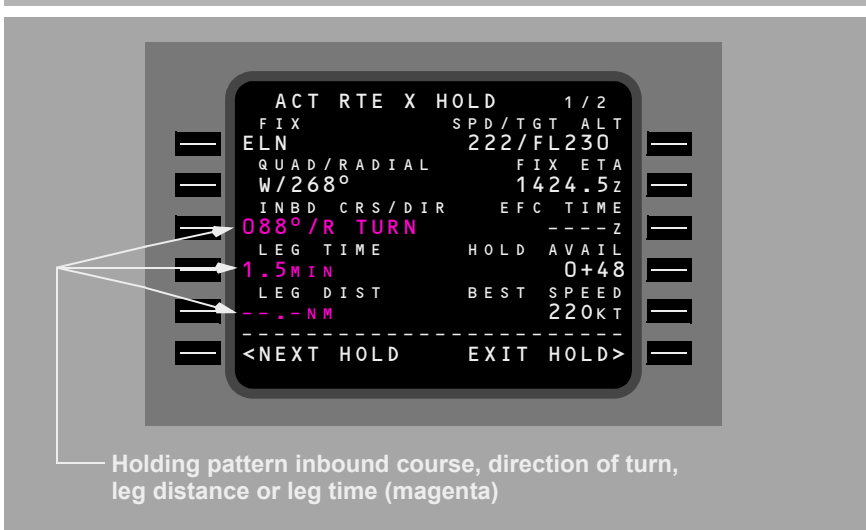 ACT RTE X HOLD 1/2
FIX SPD/TGT ALT
ELN 222/FL230
QUAD/RADIAL FIX ETA
W/268° 1424.5z
INBD CRS/DIR EFC TIME
088°/R TURN ----z
LEG TIME HOLD AVAIL
1.5MIN 0+48
LEG DIST BEST SPEED
--.-NM 220KT
----------------------------
<NEXT HOLD EXIT HOLD>
Holding pattern inbound course, direction of turn,
leg distance or leg time (magenta)